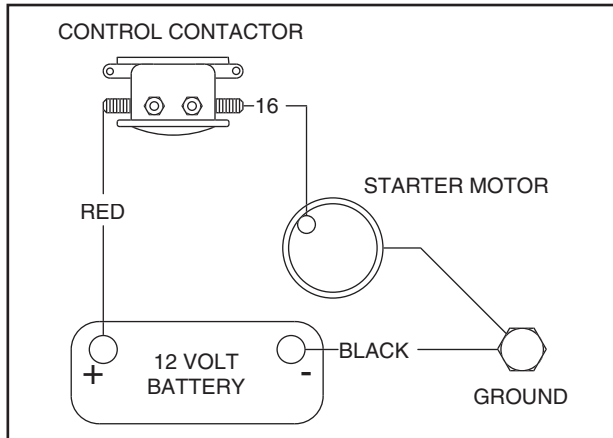 CONTROL CONTACTOR
16
STARTER MOTOR
RED
12 VOLT
BATTERY
+
-
BLACK
GROUND